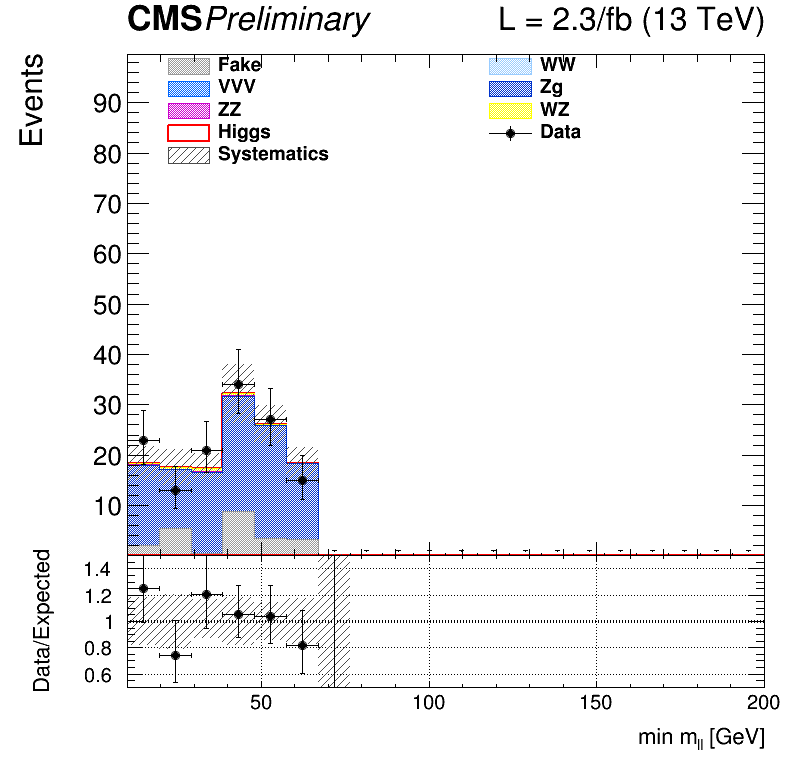 CMS Preliminary L = 2.3/fb (13 TeV)
Events
Fake WW
VVV Zg
ZZ WZ
Higgs Data
Systematics
90
80
70
60
50
40
30
20
10
Data/Expected
1.4
1.2
1
0.8
0.6
50 100 150 200
min m_ll [GeV]